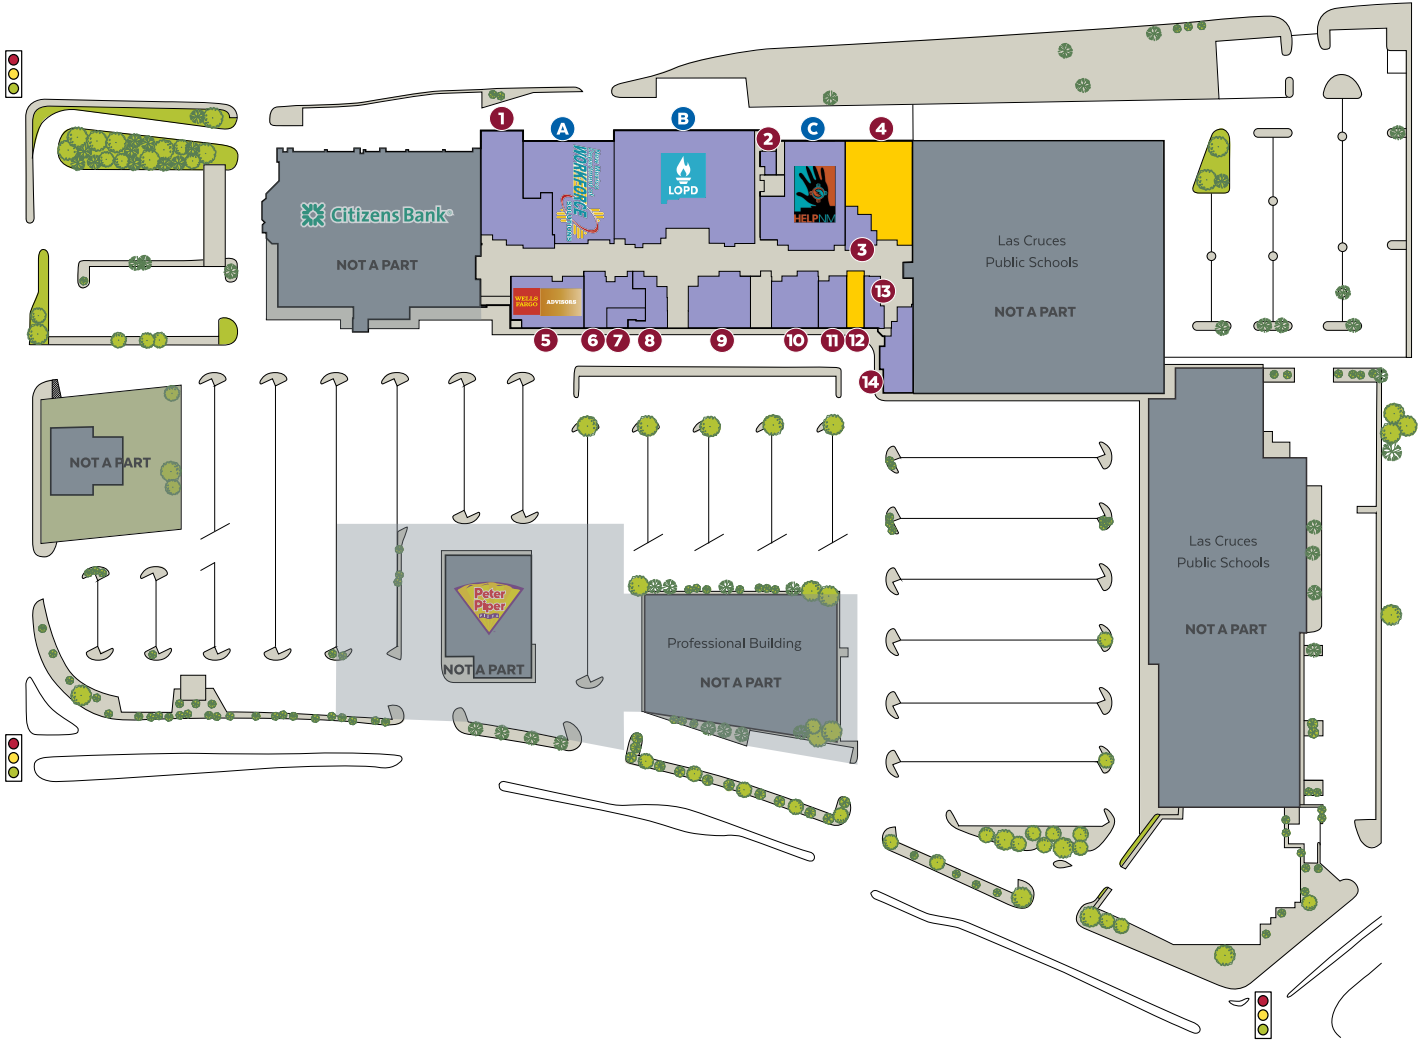 1
A
B
2
C
4
Citizens Bank
NOT A PART
WORKFORCE
LOPD
HELPNM
3
Las Cruces
Public Schools
NOT A PART
WELLS
FARGO
ADVISORS
13
5
6
7
8
9
10
11
12
14
NOT A PART
Peter
Piper
NOT A PART
Professional Building
NOT A PART
Las Cruces
Public Schools
NOT A PART